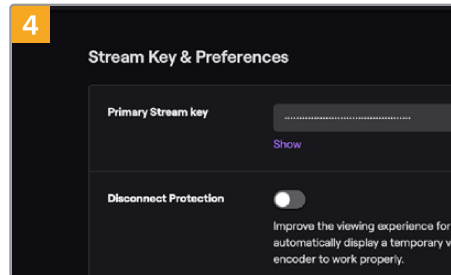 4
Stream Key & Preferences
Primary Stream key
Show
Disconnect Protection
Improve the viewing experience for
automatically display a temporary v
encoder to work properly.